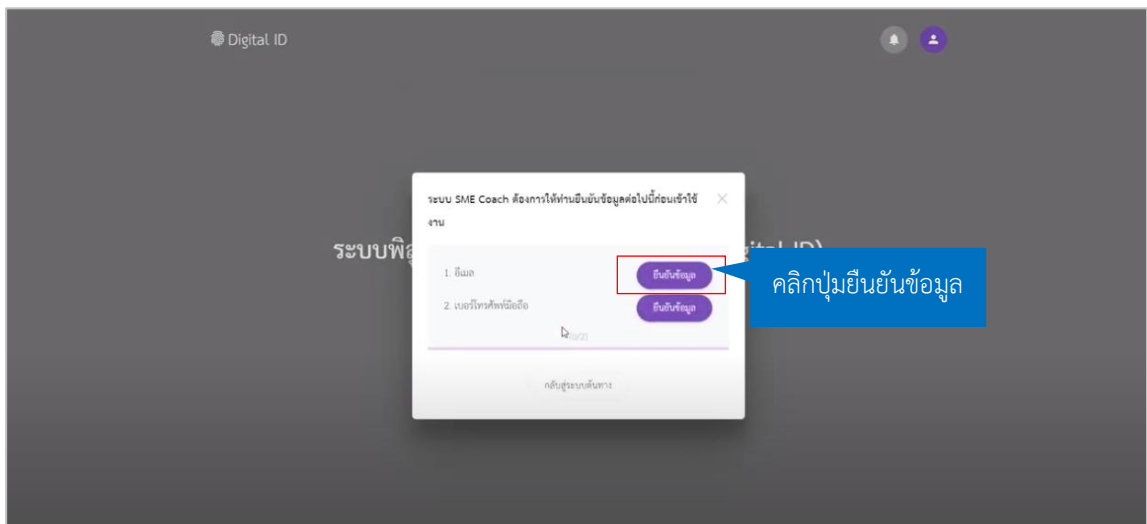 Digital ID
ระบบ SME Coach ต้องการให้ท่านยืนยันข้อมูลต่อไปนี้ก่อนเข้าใช้
งาน
ระบบพิ
ital ID)
1. อีเมล
ยืนยันข้อมูล
คลิกปุ่มยืนยันข้อมูล
2. เบอร์โทรศัพท์มือถือ
ยืนยันข้อมูล
กลับสู่ระบบต้นทาง